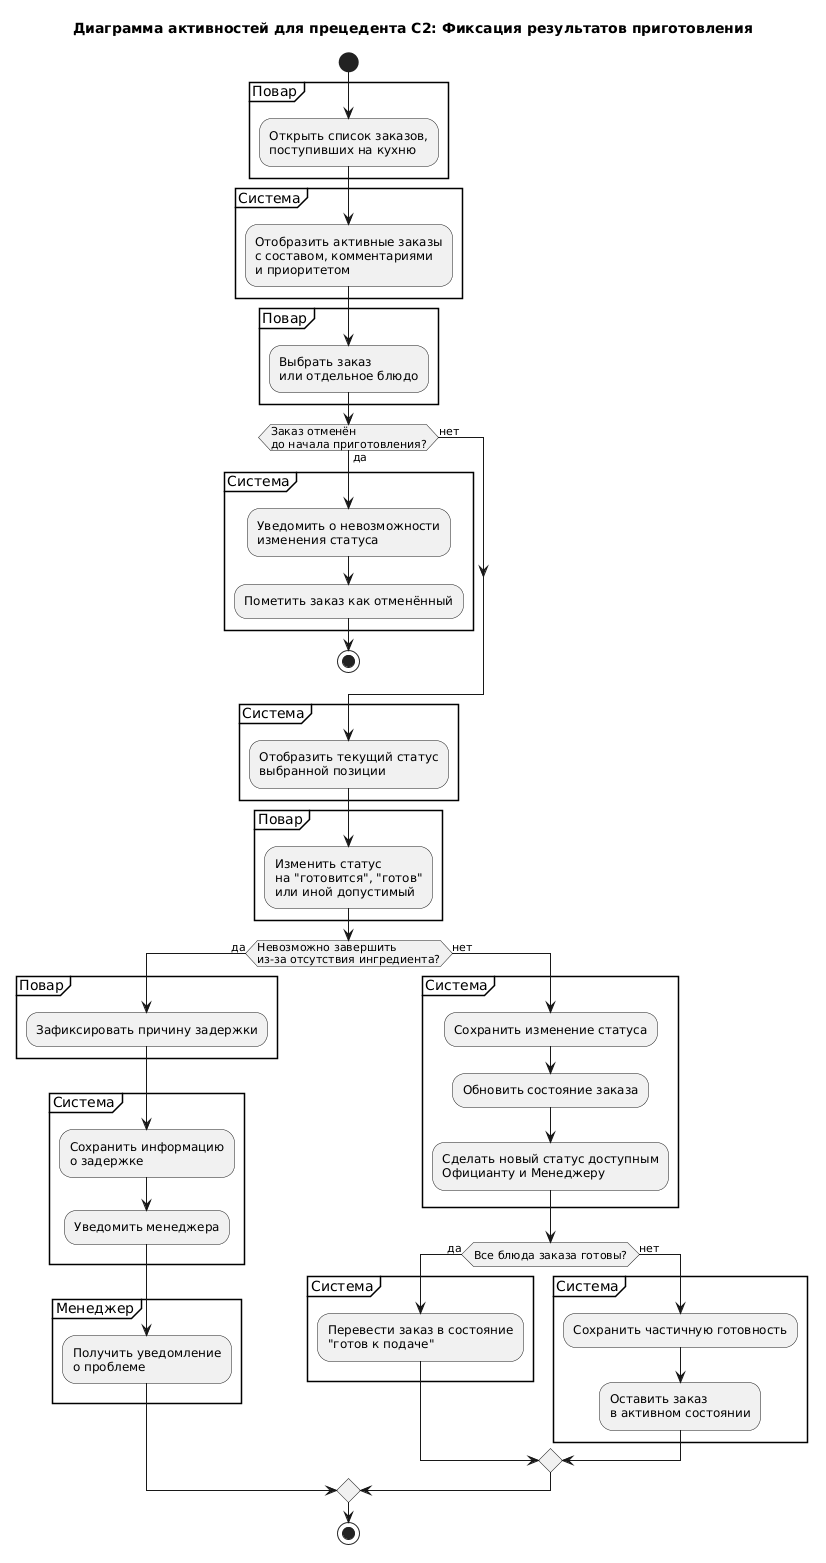 Диаграмма активностей для прецедента C2: Фиксация результатов приготовления
Повар
Открыть список заказов,
поступивших на кухню
Система
Отобразить активные заказы
с составом, комментариями
и приоритетом
Повар
Выбрать заказ
или отдельное блюдо
Заказ отменён
до начала приготовления?
нет
да
Система
Уведомить о невозможности
изменения статуса
Пометить заказ как отменённый
Система
Отобразить текущий статус
выбранной позиции
Повар
Изменить статус
на "готовится", "готов"
или иной допустимый
да
Невозможно завершить
из-за отсутствия ингредиента?
нет
Повар
Зафиксировать причину задержки
Система
Сохранить информацию
о задержке
Уведомить менеджера
Менеджер
Получить уведомление
о проблеме
Система
Сохранить изменение статуса
Обновить состояние заказа
Сделать новый статус доступным
Официанту и Менеджеру
да
Все блюда заказа готовы?
нет
Система
Перевести заказ в состояние
"готов к подаче"
Система
Сохранить частичную готовность
Оставить заказ
в активном состоянии